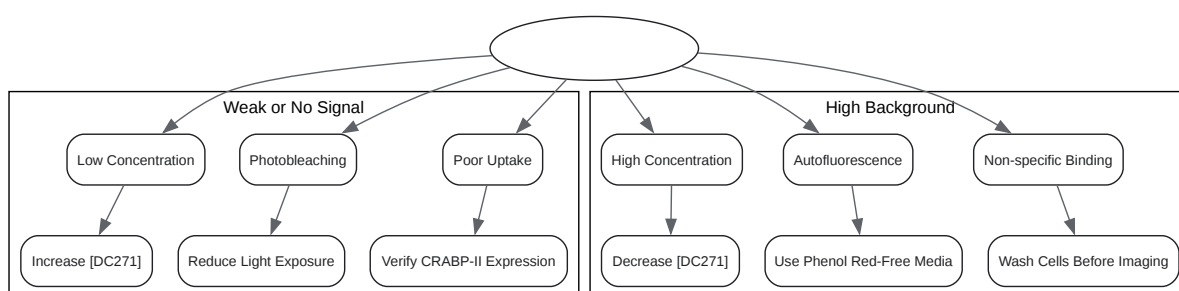 Weak or No Signal
High Background
Low Concentration
Photobleaching
Poor Uptake
High Concentration
Autofluorescence
Non-specific Binding
Increase [DC271]
Reduce Light Exposure
Verify CRABP-II Expression
Decrease [DC271]
Use Phenol Red-Free Media
Wash Cells Before Imaging